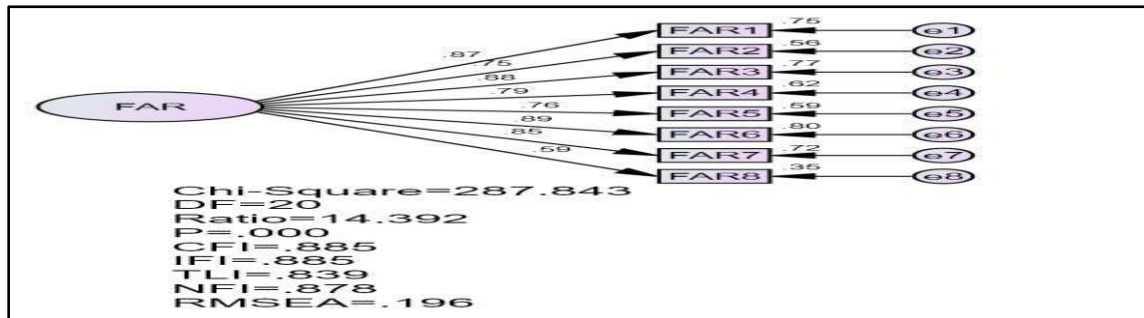 .75
FAR1
e1
.87
.56
FAR2
e2
.75
.77
FAR3
e3
.88
.62
FAR4
e4
.79
FAR
.59
FAR5
e5
.76
.80
FAR6
e6
.89
.72
FAR7
e7
.85
.35
FAR8
e8
.59
Chi-Square=287.843
DF=20
Ratio=14.392
P=.000
CFI=.885
IFI=.885
TLI=.839
NFI=.878
RMSEA=.196